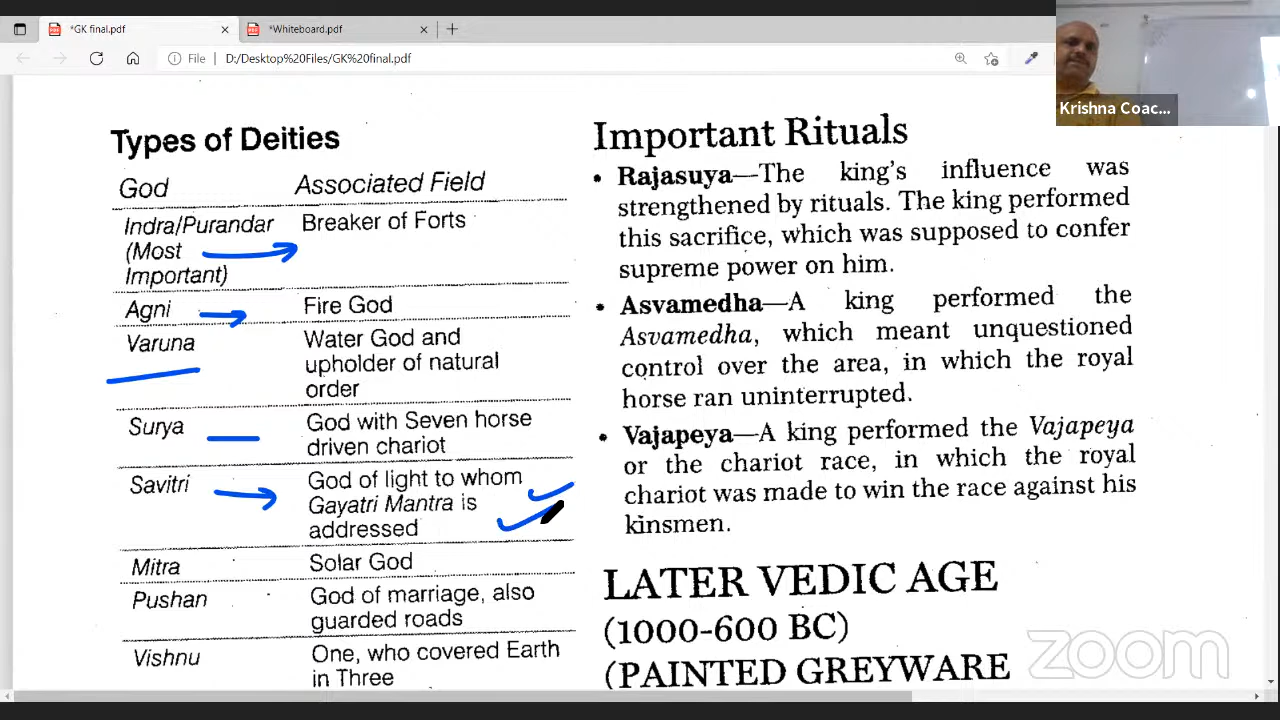 *GK final.pdf
*Whiteboard.pdf
File
D:/Desktop%20Files/GK%20final.pdf
Krishna Coac...
Types of Deities
God Associated Field
Indra/Purandar Breaker of Forts
(Most
Important)
Agni Fire God
Varuna Water God and
upholder of natural
order
Surya God with Seven horse
driven chariot
Savitri God of light to whom
Gayatri Mantra is
addressed
Mitra Solar God
Pushan God of marriage, also
guarded roads
Vishnu One, who covered Earth
in Three
Important Rituals
• Rajasuya—The king's influence was
strengthened by rituals. The king performed
this sacrifice, which was supposed to confer
supreme power on him.
• Asvamedha—A king performed the
Asvamedha, which meant unquestioned
control over the area, in which the royal
horse ran uninterrupted.
• Vajapeya—A king performed the Vajapeya
or the chariot race, in which the royal
chariot was made to win the race against his
kinsmen.
LATER VEDIC AGE
(1000-600 BC)
(PAINTED GREYWARE
zoom